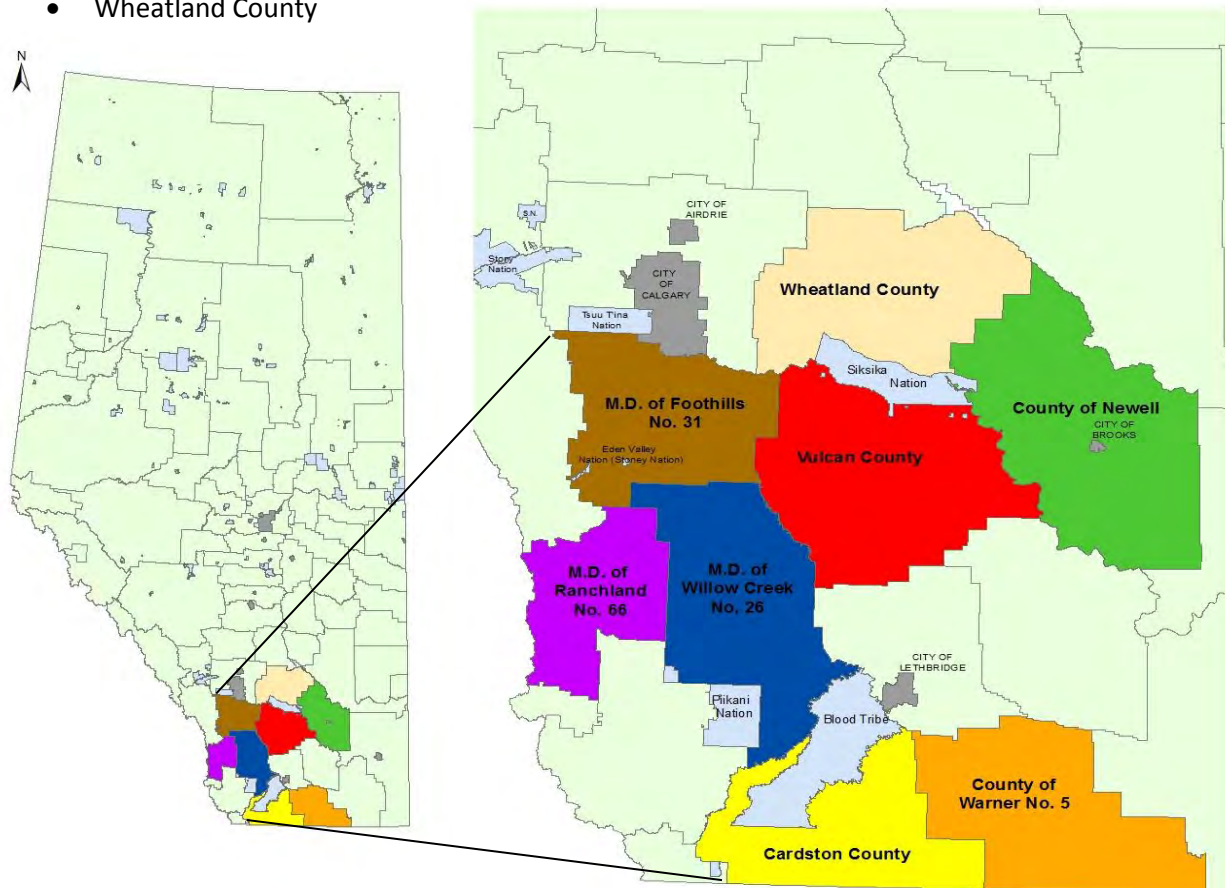 • Wheatland County
N
CITY OF
AIRDRIE
S.N.
Stony
Nation
CITY
OF
CALGARY
Wheatland County
Tsuu T'ina
Nation
Siksika
Nation
M.D. of Foothills
No. 31
County of Newell
CITY OF
BROOKS
Eden Valley
Nation (Stoney Nation)
Vulcan County
M.D. of
Ranchland
No. 66
M.D. of
Willow Creek
No. 26
CITY OF
LETHBRIDGE
Piikani
Nation
Blood Tribe
County of
Warner No. 5
Cardston County